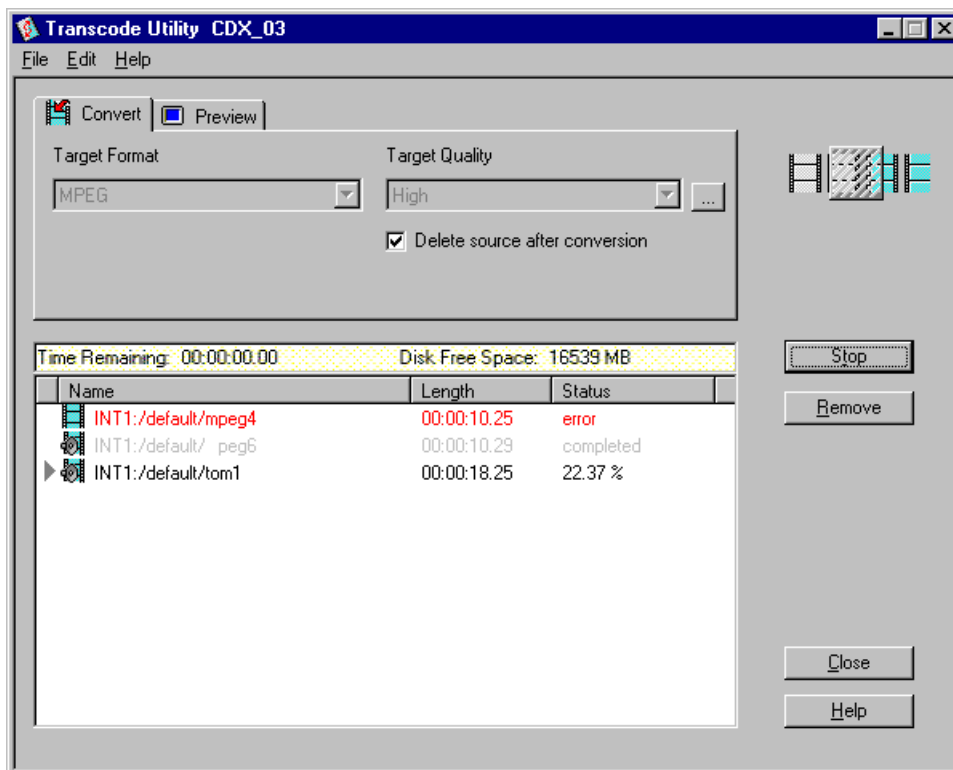 Transcode Utility CDX_03
File Edit Help
Convert Preview
Target Format Target Quality
MPEG High ...
Delete source after conversion
Time Remaining: 00:00:00.00 Disk Free Space: 16539 MB
Stop
Name Length Status
Remove
INT1:/default/mpeg4 00:00:10.25 error
INT1:/default/ peg6 00:00:10.29 completed
INT1:/default/tom1 00:00:18.25 22.37 %
Close
Help